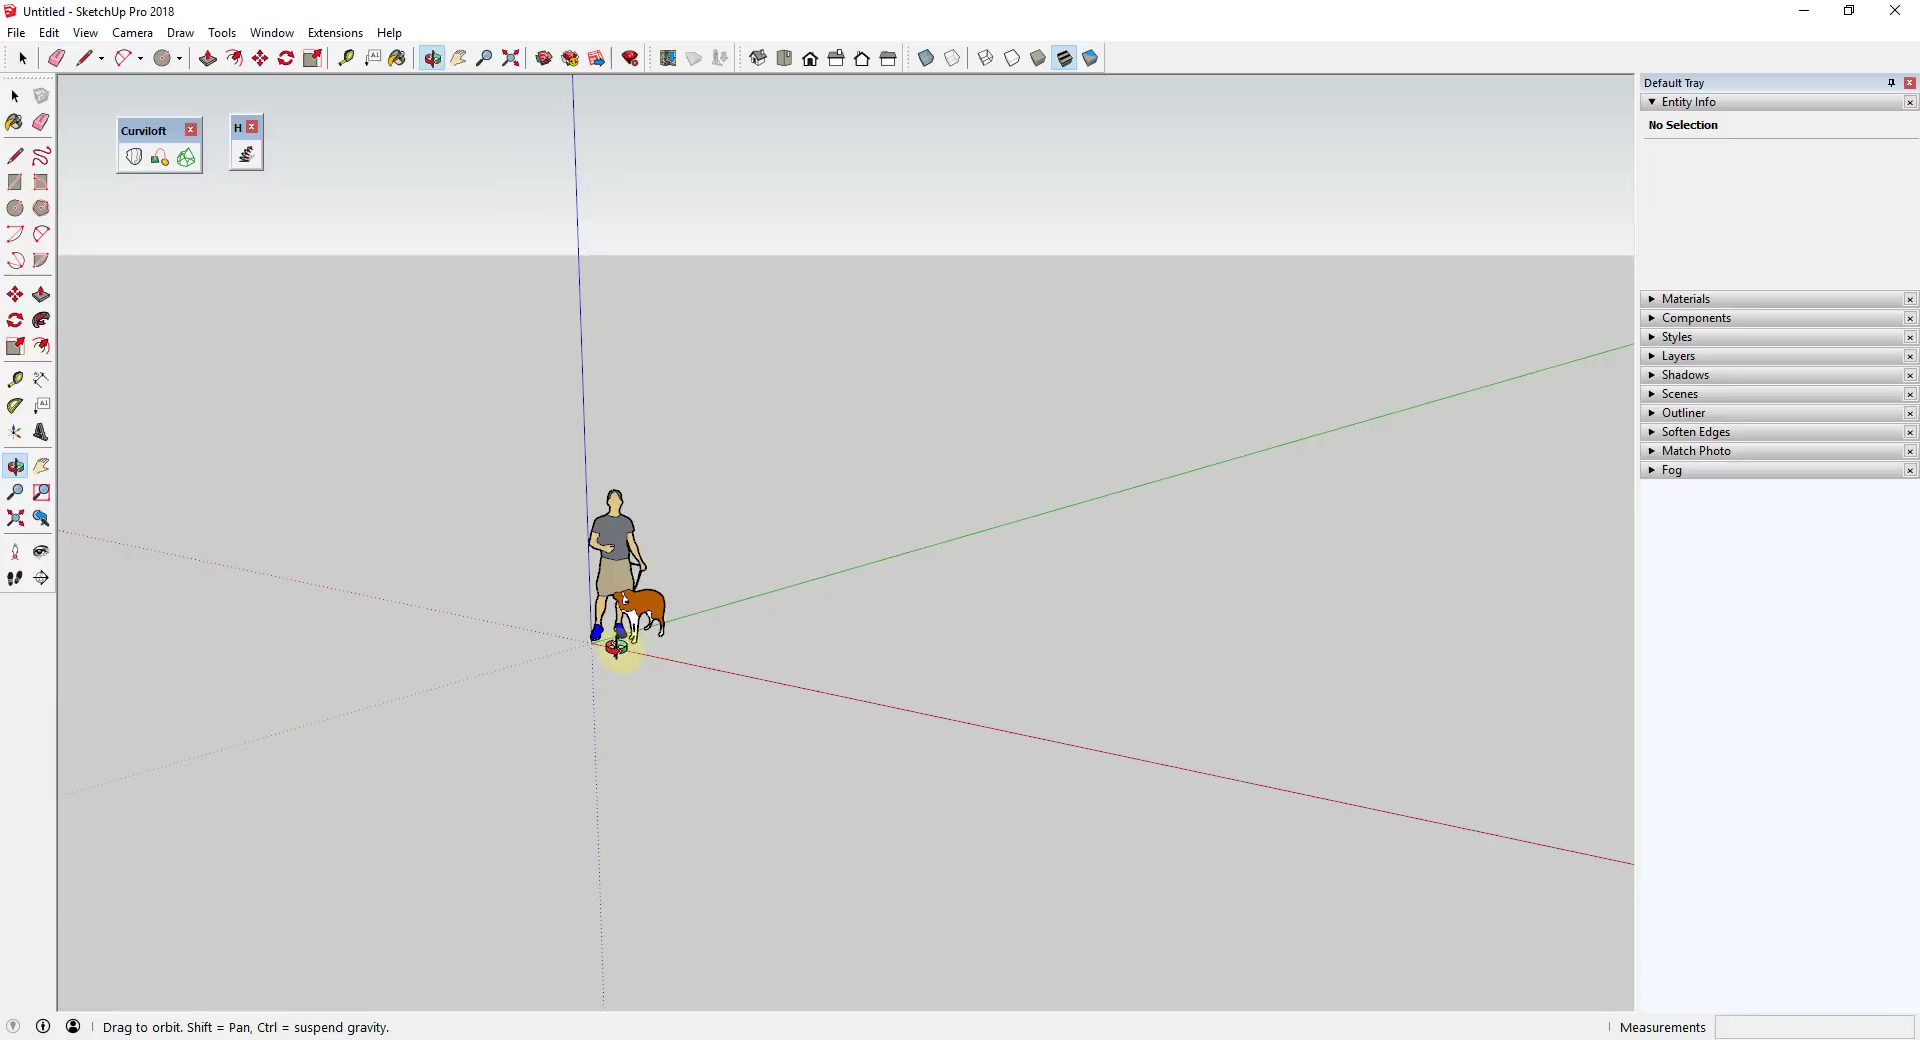 Untitled - SketchUp Pro 2018
File Edit View Camera Draw Tools Window Extensions Help
Default Tray
Entity Info
No Selection
Curviloft
H
Materials
Components
Styles
Layers
Shadows
Scenes
Outliner
Soften Edges
Match Photo
Fog
Drag to orbit. Shift = Pan, Ctrl = suspend gravity.
Measurements